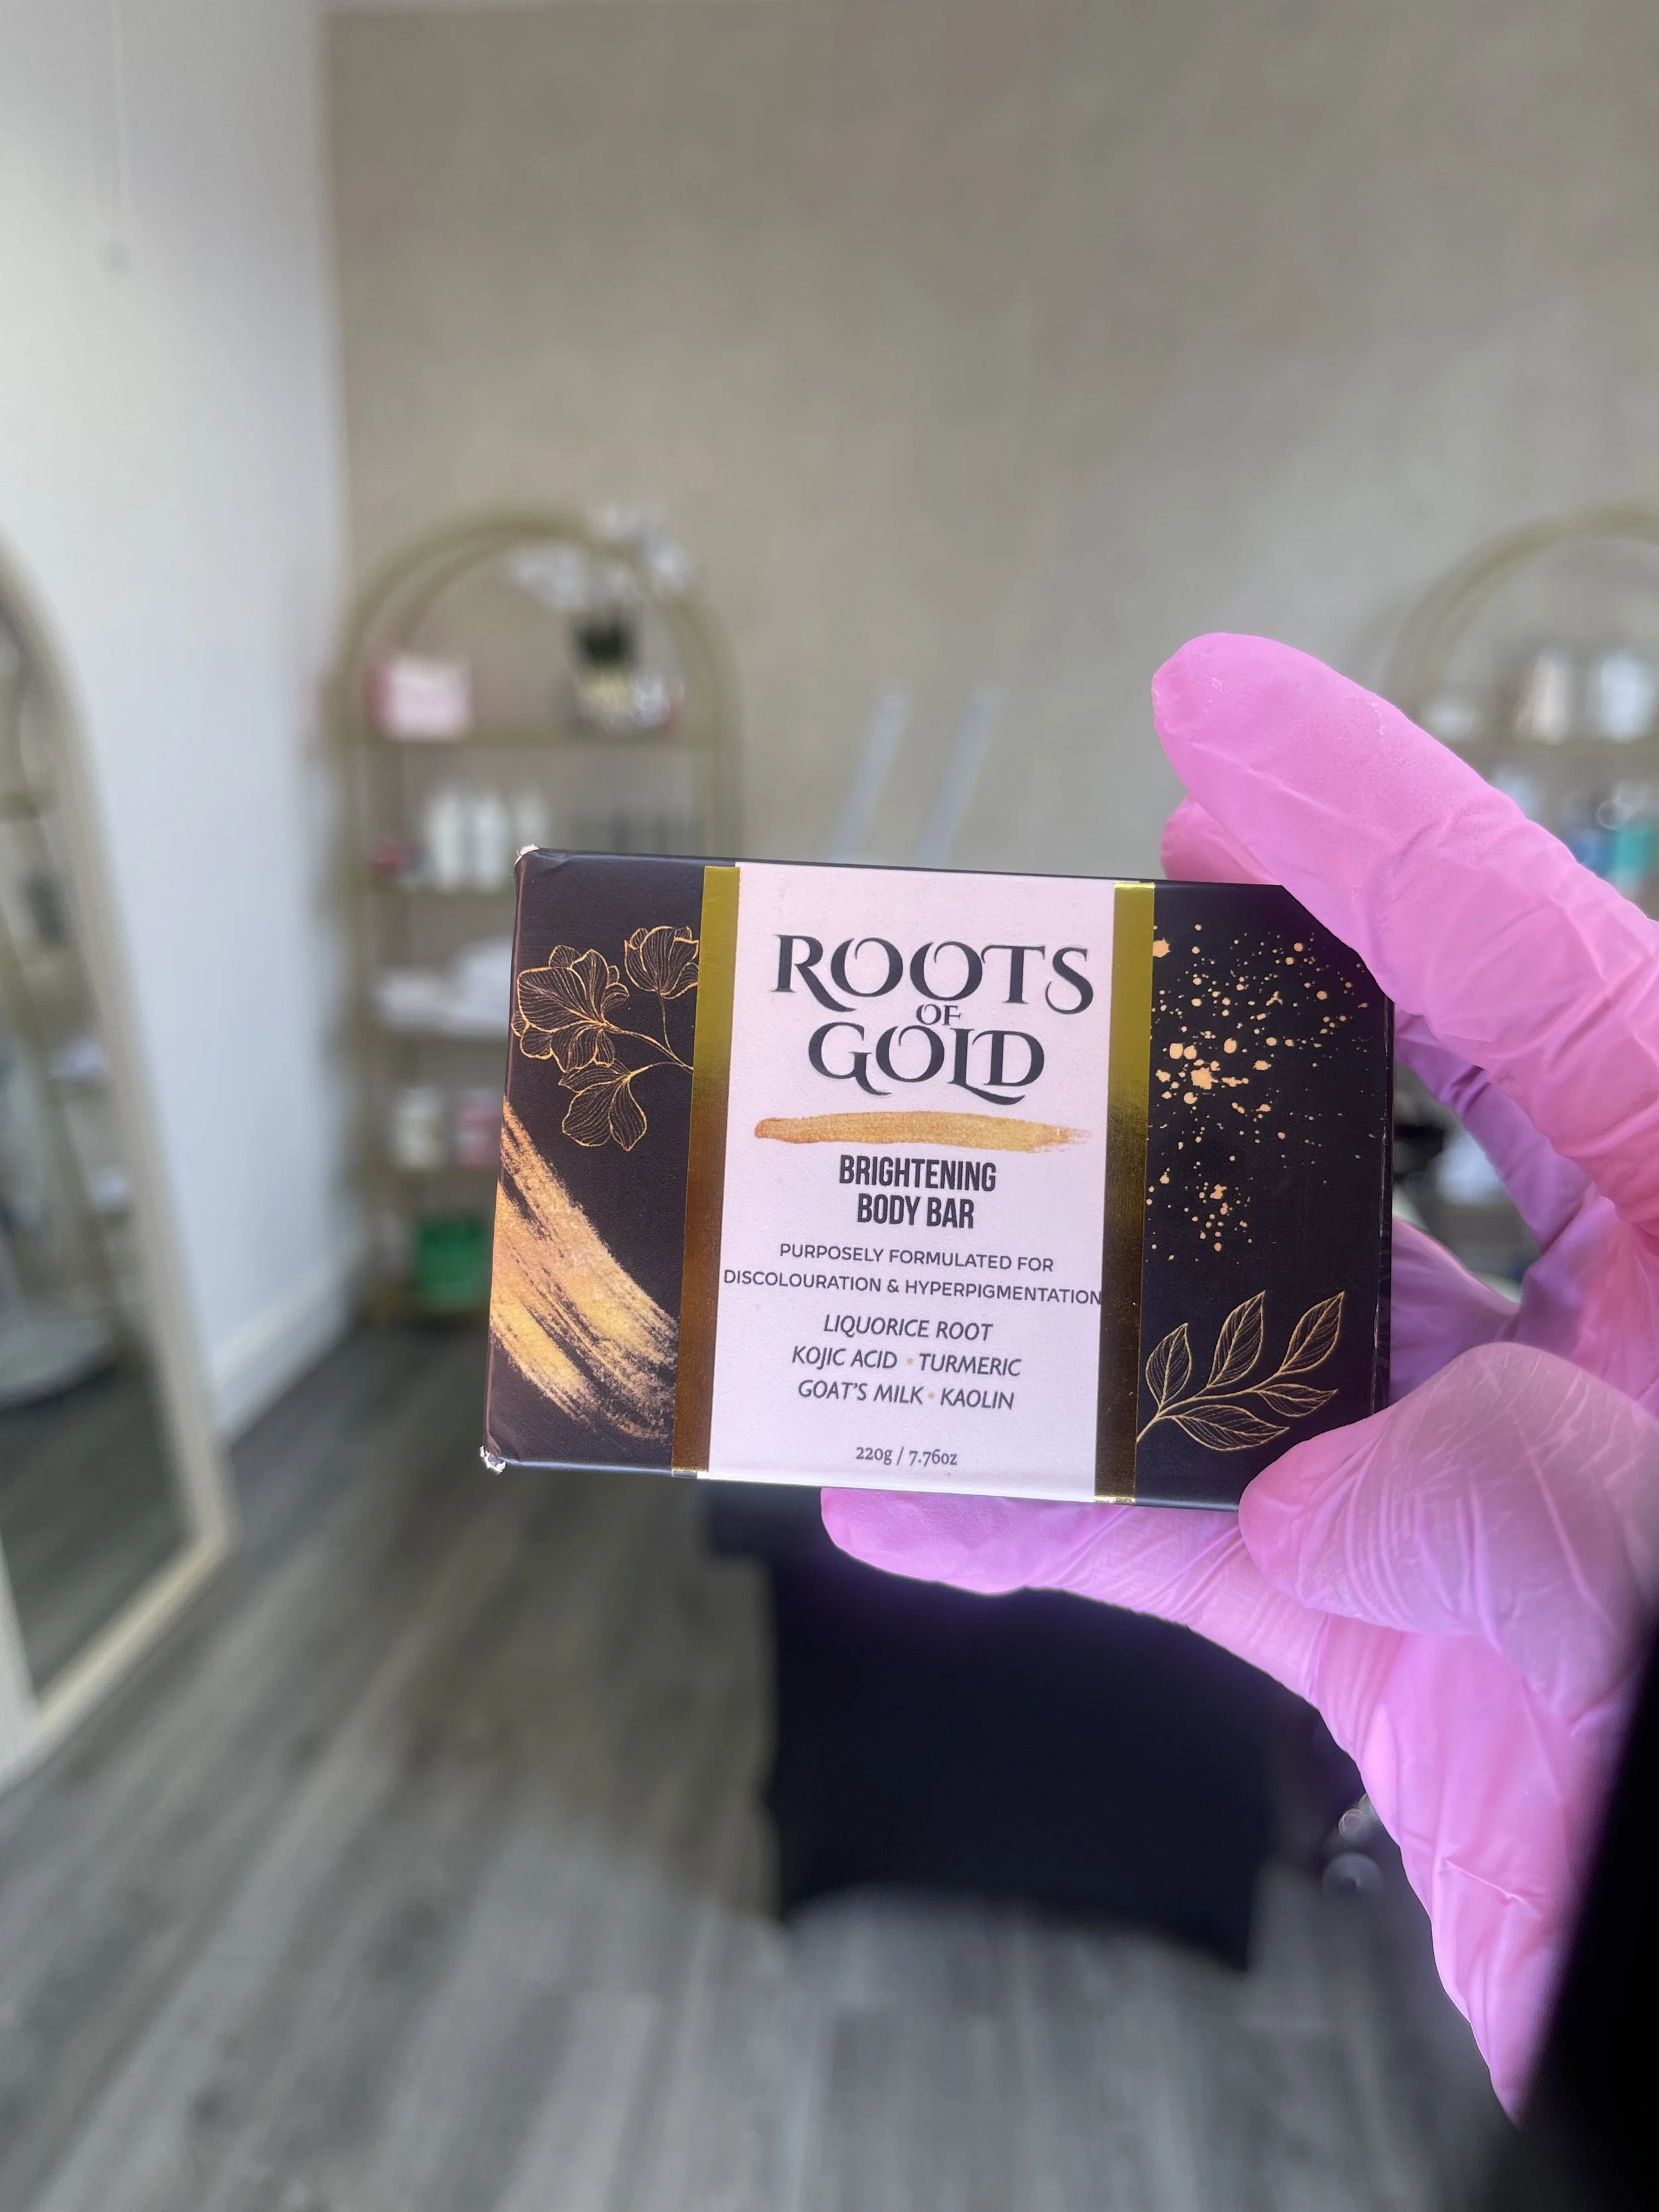 ROOTS
OF
GOLD
BRIGHTENING
BODY BAR
PURPOSELY FORMULATED FOR
DISCOLOURATION & HYPERPIGMENTATION
LIQUORICE ROOT
KOJIC ACID • TURMERIC
GOAT'S MILK • KAOLIN
220g / 7.76oz